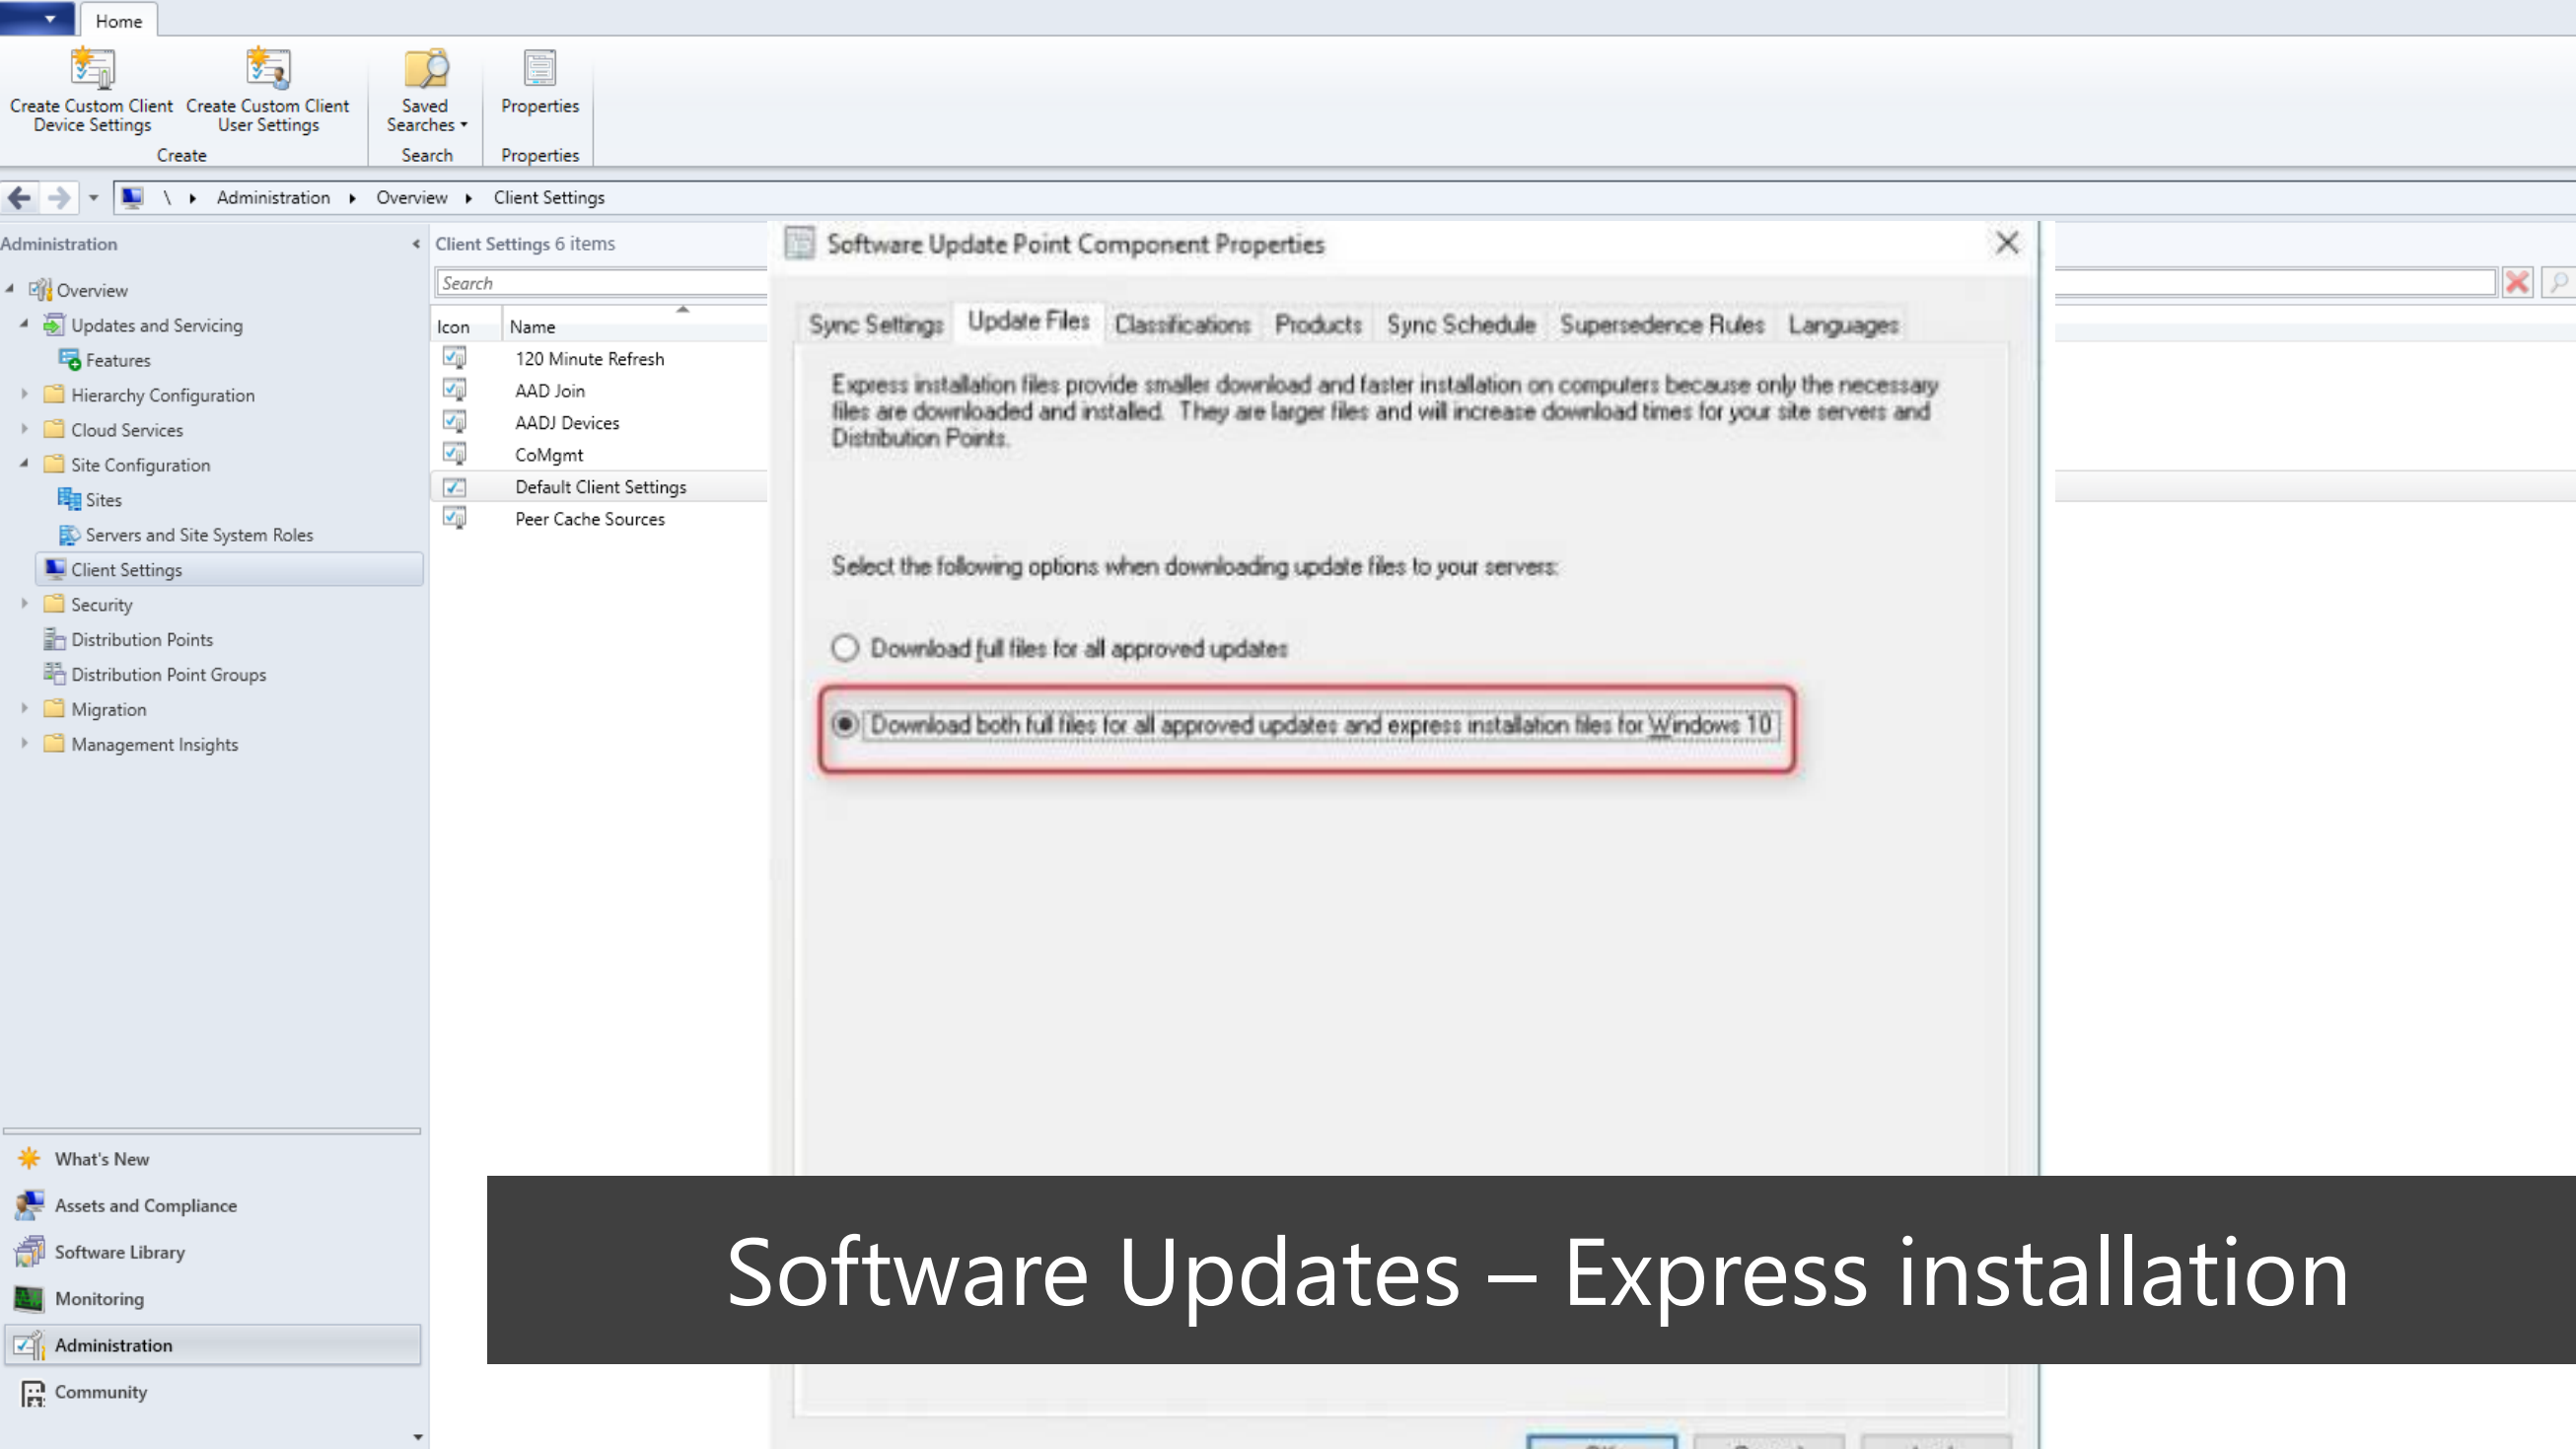 Home
Create Custom Client
Device Settings
Create Custom Client
User Settings
Saved
Searches
Properties
Create
Search
Properties
\ Administration Overview Client Settings
Administration
Overview
Updates and Servicing
Features
Hierarchy Configuration
Cloud Services
Site Configuration
Sites
Servers and Site System Roles
Client Settings
Security
Distribution Points
Distribution Point Groups
Migration
Management Insights
What's New
Assets and Compliance
Software Library
Monitoring
Administration
Community
Client Settings 6 items
Search
Icon Name
120 Minute Refresh
AAD Join
AADJ Devices
CoMgmt
Default Client Settings
Peer Cache Sources
Software Update Point Component Properties
Sync Settings Update Files Classifications Products Sync Schedule Supersedence Rules Languages
Express installation files provide smaller download and faster installation on computers because only the necessary
files are downloaded and installed. They are larger files and will increase download times for your site servers and
Distribution Points.
Select the following options when downloading update files to your servers:
Download full files for all approved updates
Download both full files for all approved updates and express installation files for Windows 10
Software Updates – Express installation